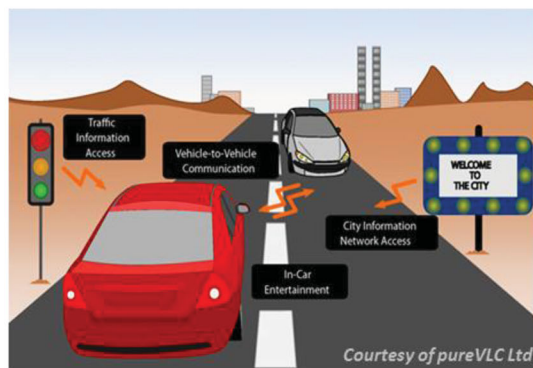 Traffic
Information
Access
Vehicle-to-Vehicle
Communication
WELCOME
TO
THE CITY
City Information
Network Access
In-Car
Entertainment
Courtesy of pureVLC Ltd